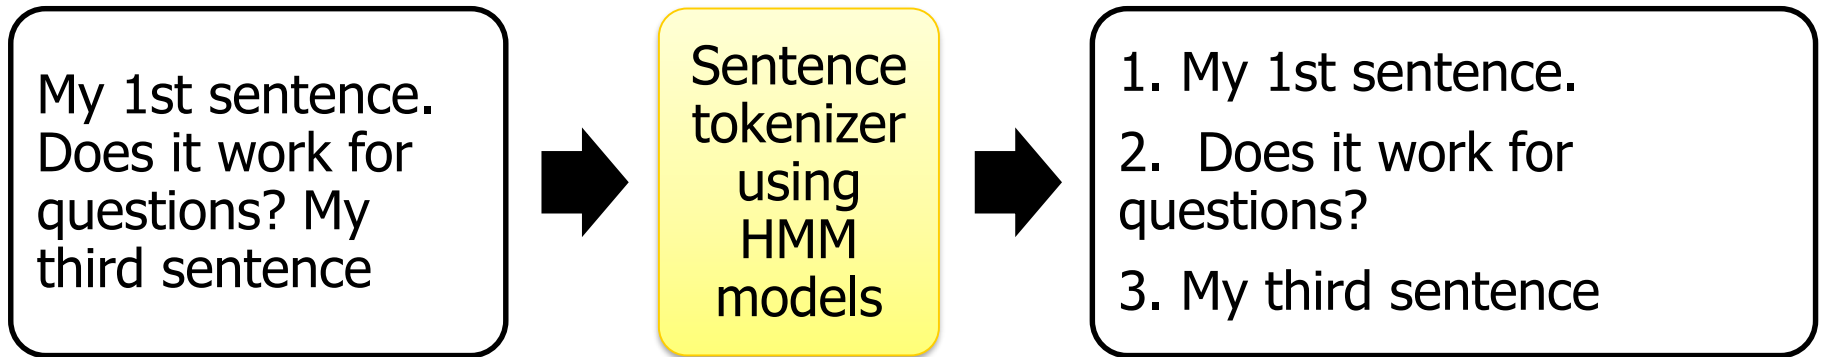 My 1st sentence.
Does it work for
questions? My
third sentence
Sentence
tokenizer
using
HMM
models
1. My 1st sentence.
2. Does it work for
questions?
3. My third sentence